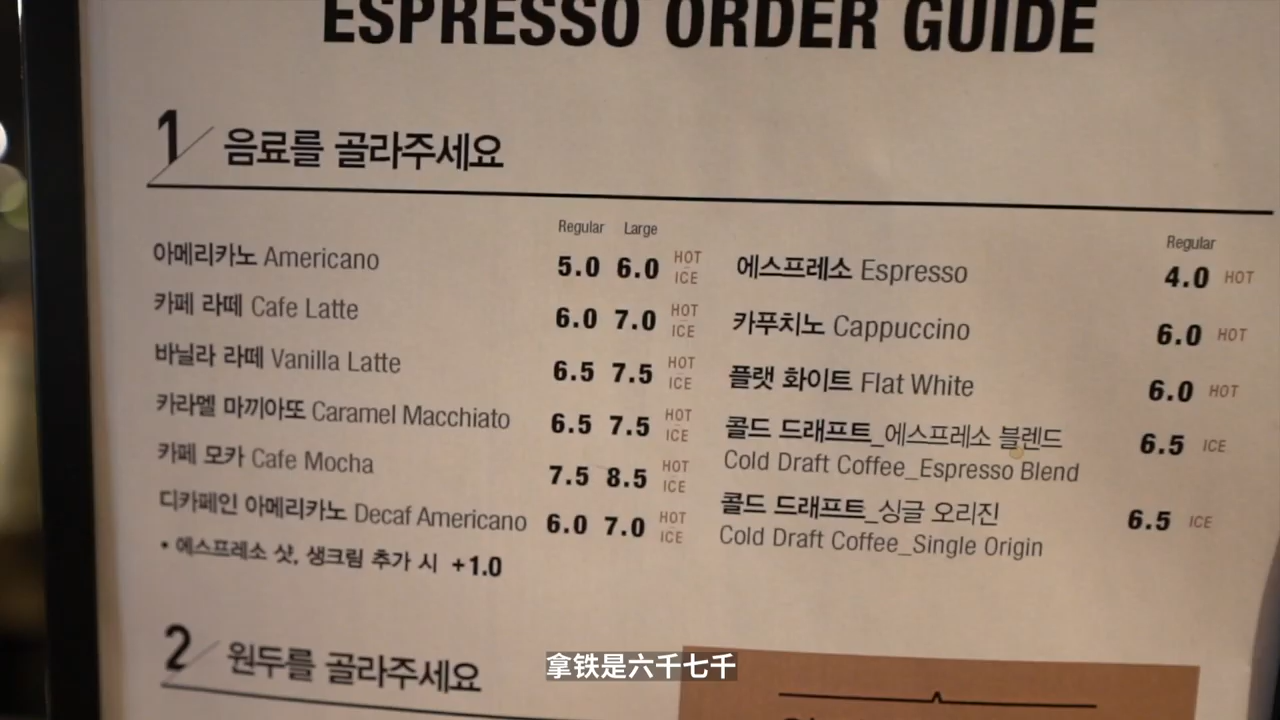 ESPRESSO ORDER GUIDE
1 음료를 골라주세요
Regular Large
아메리카노 Americano 5.0 6.0 HOT ICE
카페 라떼 Cafe Latte 6.0 7.0 HOT ICE
바닐라 라떼 Vanilla Latte 6.5 7.5 HOT ICE
카라멜 마끼아또 Caramel Macchiato 6.5 7.5 HOT ICE
카페 모카 Cafe Mocha 7.5 8.5 HOT ICE
디카페인 아메리카노 Decaf Americano 6.0 7.0 HOT ICE
• 에스프레소 샷, 생크림 추가 시 +1.0
Regular
에스프레소 Espresso 4.0 HOT
카푸치노 Cappuccino 6.0 HOT
플랫 화이트 Flat White 6.0 HOT
콜드 드래프트_에스프레소 블렌드 6.5 ICE
Cold Draft Coffee_Espresso Blend
콜드 드래프트_싱글 오리진 6.5 ICE
Cold Draft Coffee_Single Origin
2 원두를 골라주세요
拿铁是六千七千